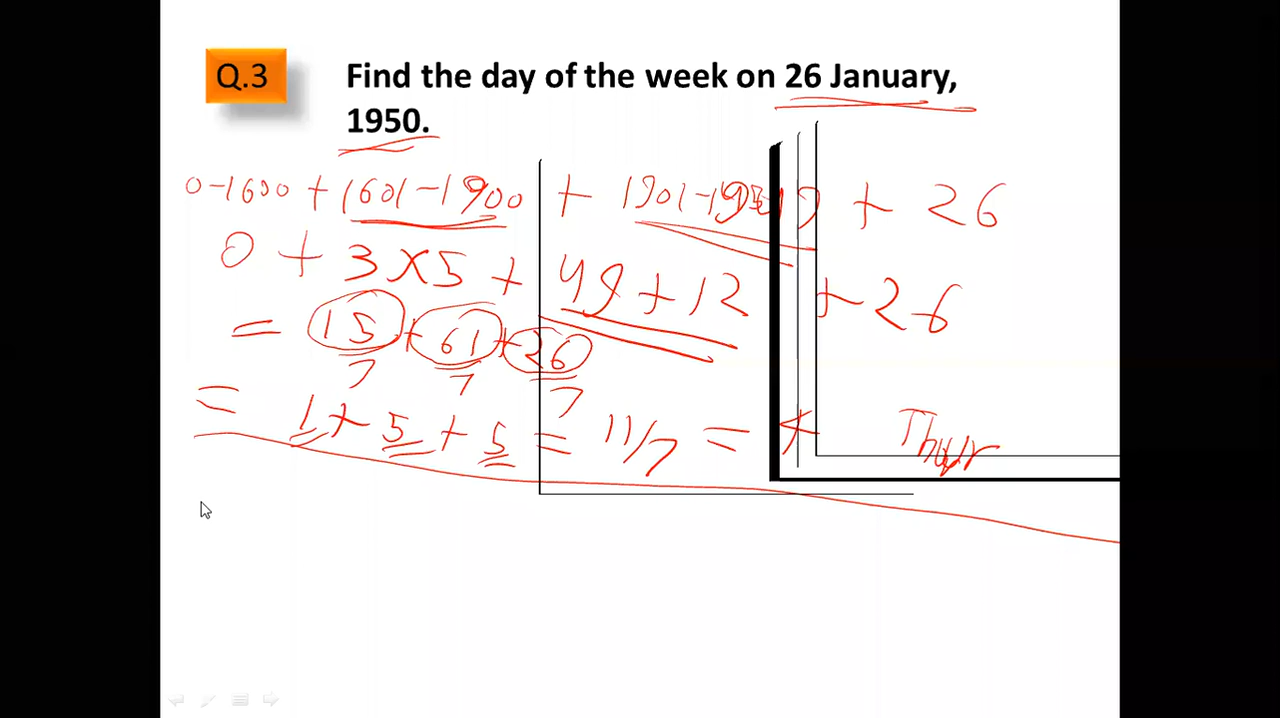 Q.3 Find the day of the week on 26 January,
1950.
0-1600 + 1601-1900 + 1901- + 26
0 + 3×5 + 49+12 + 26
= 15 + 61 + 26
7 7 7
= 1 + 5 + 5 = 11/7 = 4 Thur